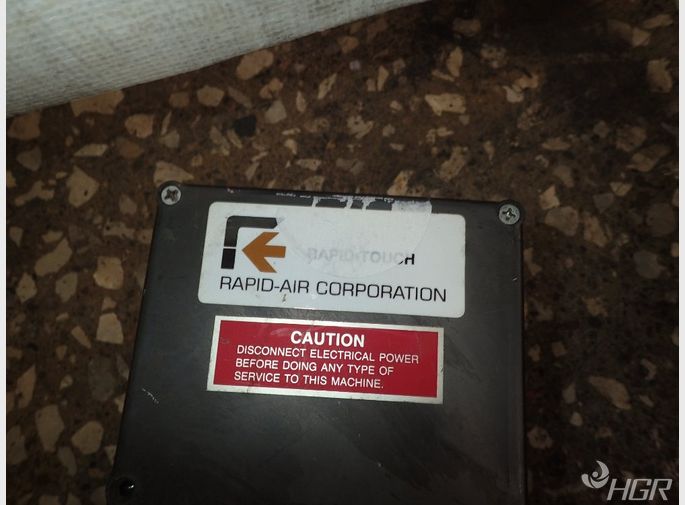 RAPID-TOUCH
RAPID-AIR CORPORATION
CAUTION
DISCONNECT ELECTRICAL POWER
BEFORE DOING ANY TYPE OF
SERVICE TO THIS MACHINE.
HGR